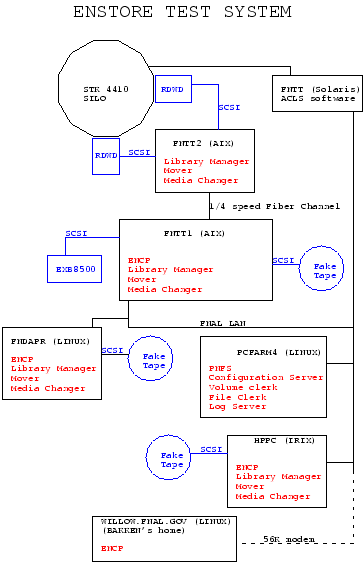 ENSTORE TEST SYSTEM
STK 4410
SILO
RDWD
FNTT (Solaris)
ACLS software
SCSI
FNTT2 (AIX)
Library Manager
Mover
Media Changer
RDWD
SCSI
1/4 speed Fiber Channel
FNTT1 (AIX)
ENCP
Library Manager
Mover
Media Changer
SCSI
EXB8500
SCSI
Fake
Tape
FNAL LAN
FNDAPR (LINUX)
ENCP
Library Manager
Mover
Media Changer
SCSI
Fake
Tape
PCFARM4 (LINUX)
PNFS
Configuration Server
Volume clerk
File Clerk
Log Server
HPPC (IRIX)
ENCP
Library Manager
Mover
Media Changer
SCSI
Fake
Tape
WILLOW.FNAL.GOV (LINUX)
(BAKKEN's home)
ENCP
56K modem